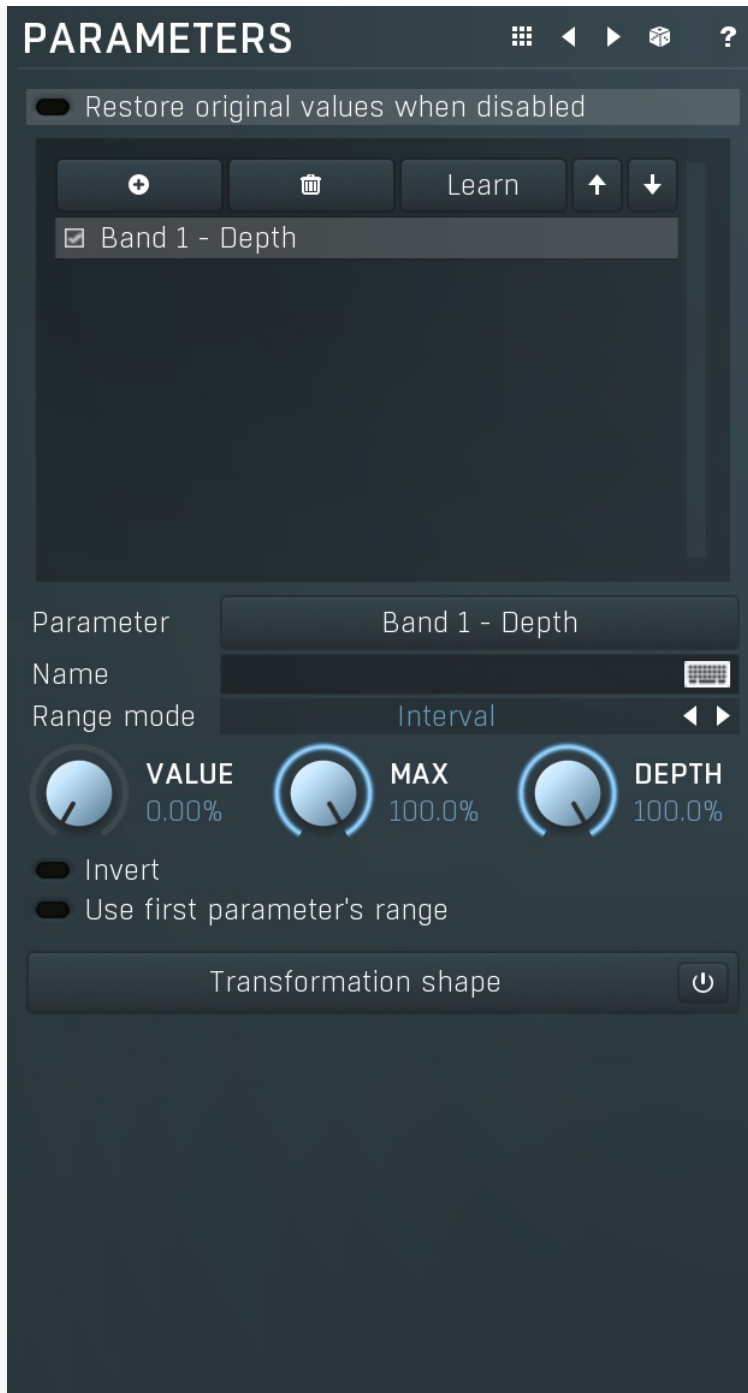 PARAMETERS ?
Restore original values when disabled
Learn
Band 1 - Depth
Parameter Band 1 - Depth
Name
Range mode Interval
VALUE MAX DEPTH
0.00% 100.0% 100.0%
Invert
Use first parameter's range
Transformation shape